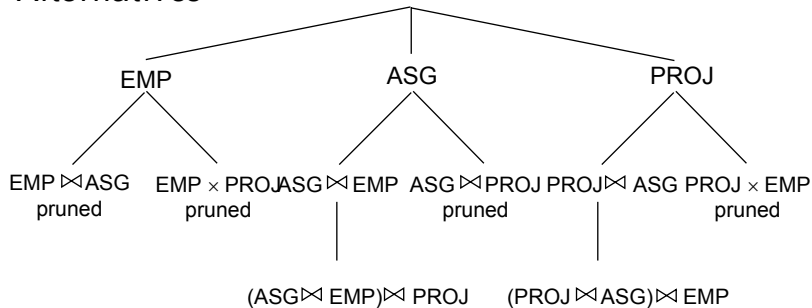 Alternatives
EMP ASG PROJ
EMP ⋈ ASG EMP × PROJ ASG ⋈ EMP ASG ⋈ PROJ PROJ ⋈ ASG PROJ × EMP
pruned pruned pruned pruned
(ASG ⋈ EMP) ⋈ PROJ (PROJ ⋈ ASG) ⋈ EMP